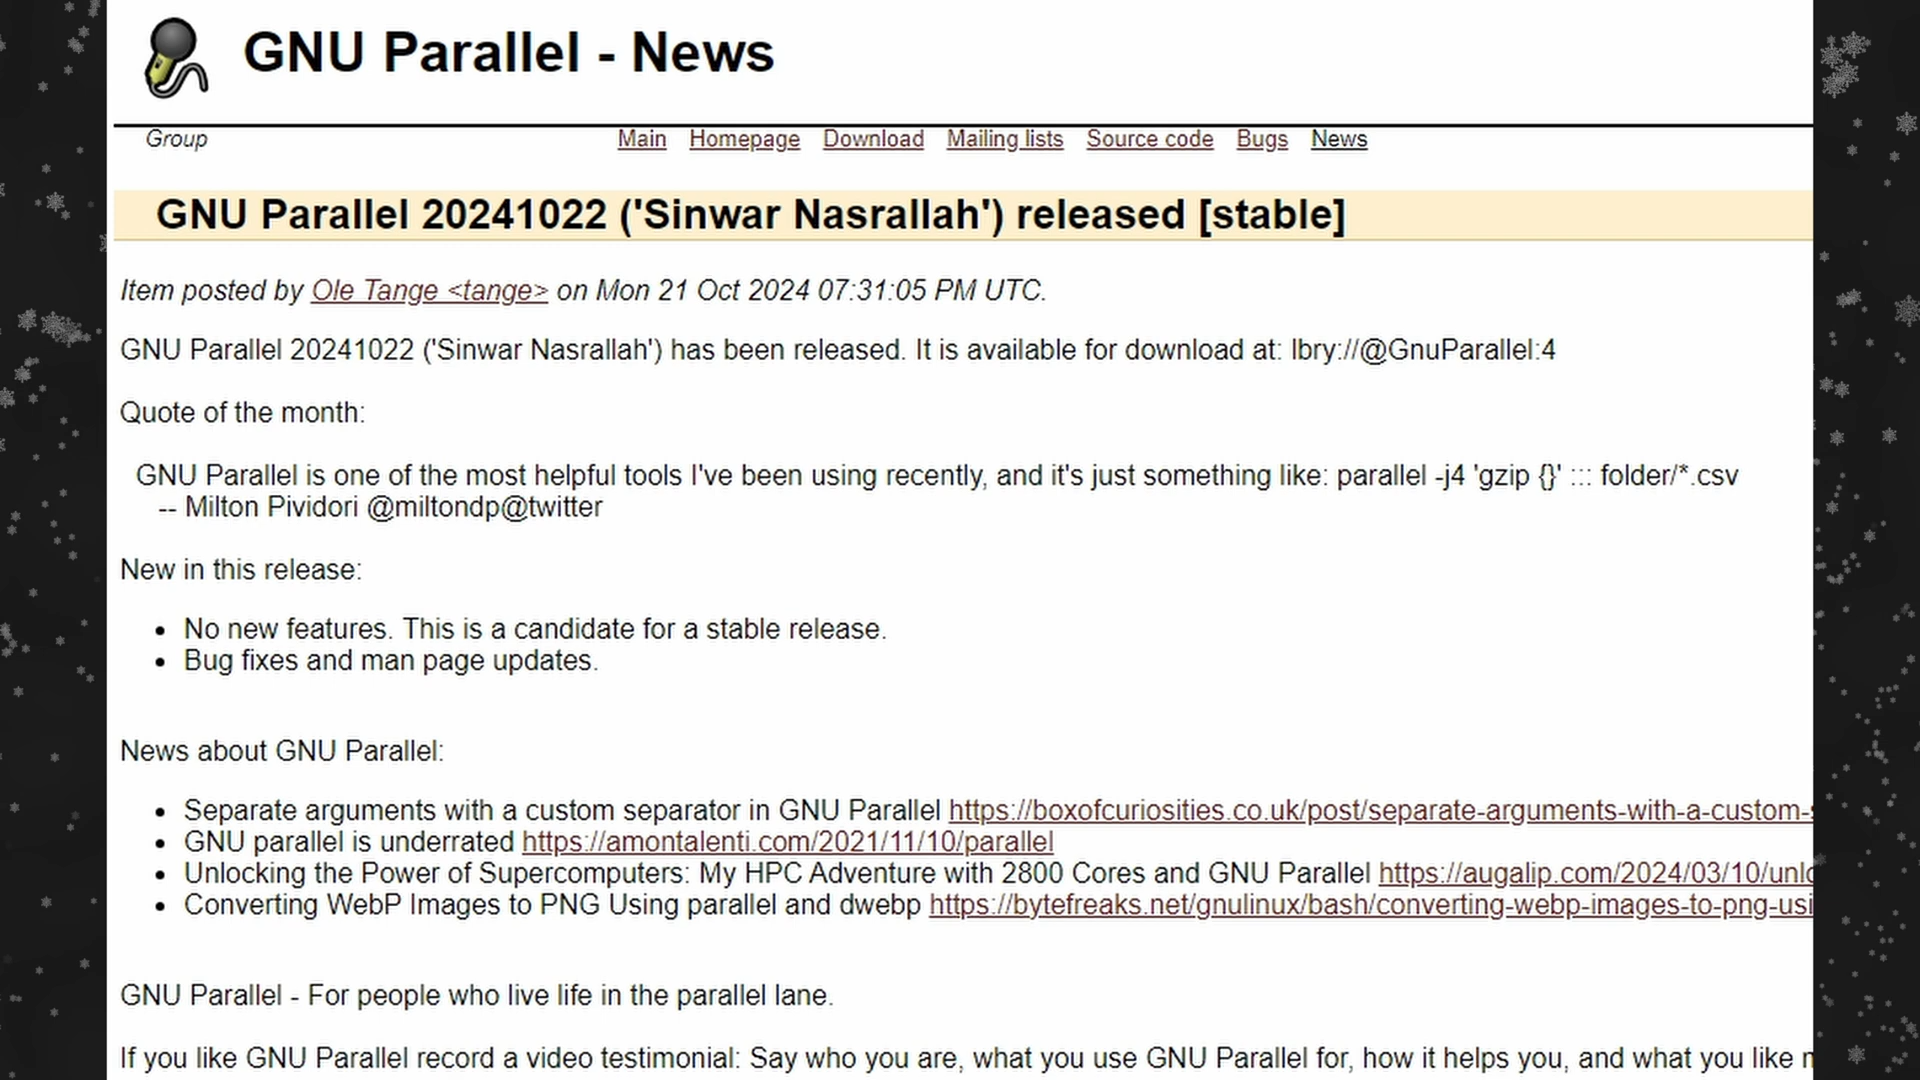 GNU Parallel - News
Group
Main Homepage Download Mailing lists Source code Bugs News
GNU Parallel 20241022 ('Sinwar Nasrallah') released [stable]
Item posted by Ole Tange <tange> on Mon 21 Oct 2024 07:31:05 PM UTC.
GNU Parallel 20241022 ('Sinwar Nasrallah') has been released. It is available for download at: lbry://@GnuParallel:4
Quote of the month:
GNU Parallel is one of the most helpful tools I've been using recently, and it's just something like: parallel -j4 'gzip {}' ::: folder/*.csv
-- Milton Pividori @miltondp@twitter
New in this release:
• No new features. This is a candidate for a stable release.
• Bug fixes and man page updates.
News about GNU Parallel:
• Separate arguments with a custom separator in GNU Parallel https://boxofcuriosities.co.uk/post/separate-arguments-with-a-custom-
• GNU parallel is underrated https://amontalenti.com/2021/11/10/parallel
• Unlocking the Power of Supercomputers: My HPC Adventure with 2800 Cores and GNU Parallel https://augalip.com/2024/03/10/unlo
• Converting WebP Images to PNG Using parallel and dwebp https://bytefreaks.net/gnulinux/bash/converting-webp-images-to-png-usi
GNU Parallel - For people who live life in the parallel lane.
If you like GNU Parallel record a video testimonial: Say who you are, what you use GNU Parallel for, how it helps you, and what you like